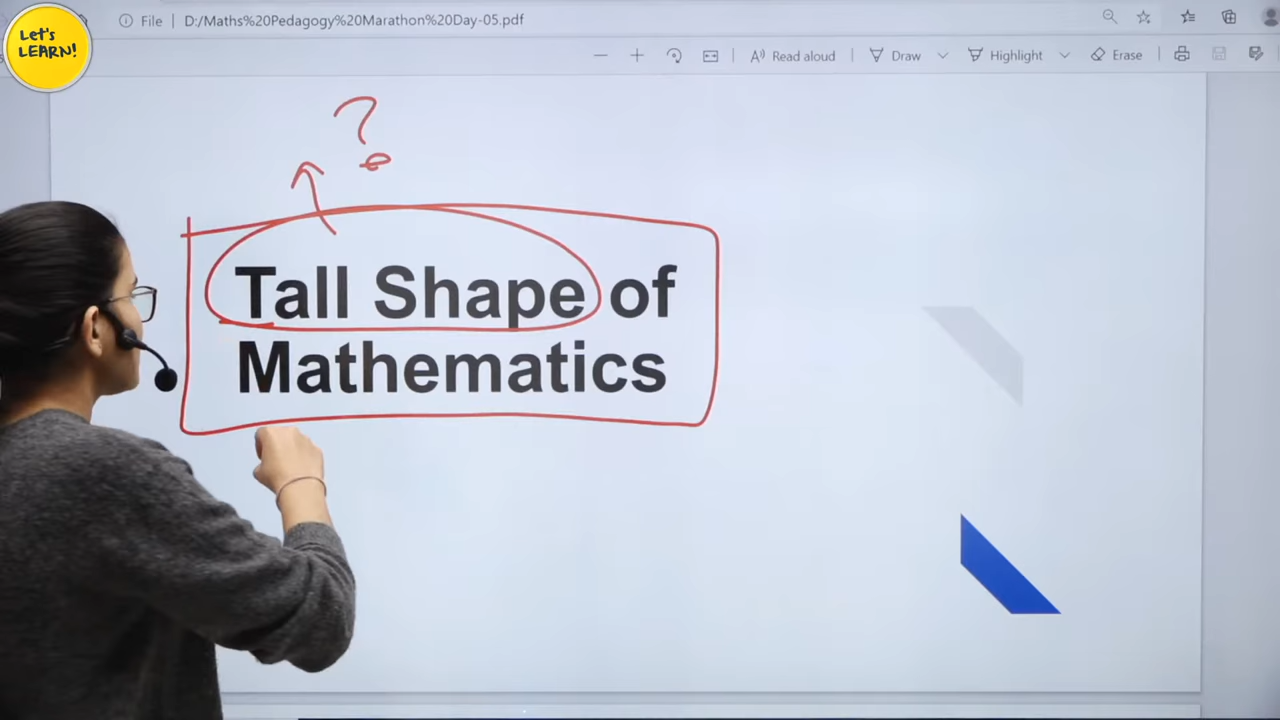 Let's
LEARN!
File | D:/Maths%20Pedagogy%20Marathon%20Day-05.pdf
Read aloud
Draw
Highlight
Erase
?
Tall Shape of
Mathematics